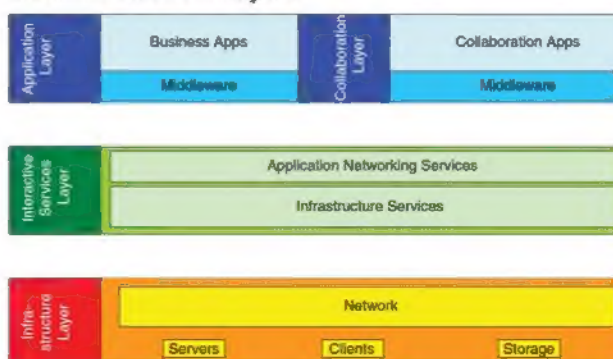 Application
Layer
Business Apps
Middleware
Collaboration
Layer
Collaboration Apps
Middleware
Interactive
Services
Layer
Application Networking Services
Infrastructure Services
Infra-
structure
Layer
Network
Servers
Clients
Storage